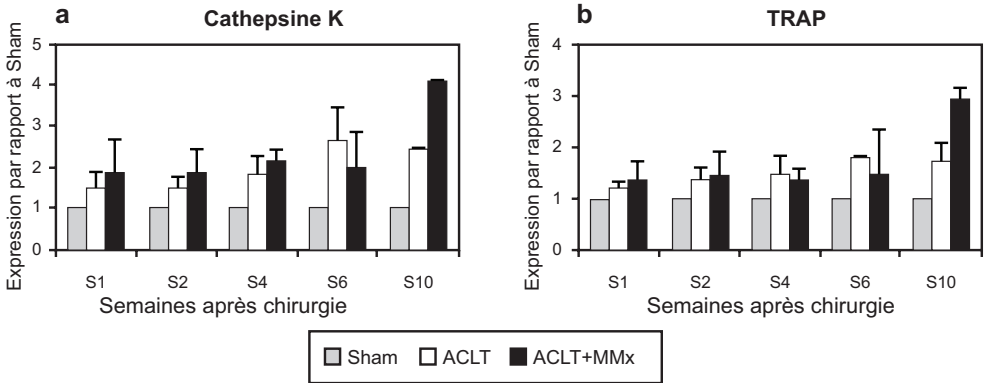 a
Cathepsine K
Expression par rapport à Sham
5
4
3
2
1
0
S1 S2 S4 S6 S10
Semaines après chirurgie
b
TRAP
Expression par rapport à Sham
4
3
2
1
0
S1 S2 S4 S6 S10
Semaines après chirurgie
Sham ACLT ACLT+MMx